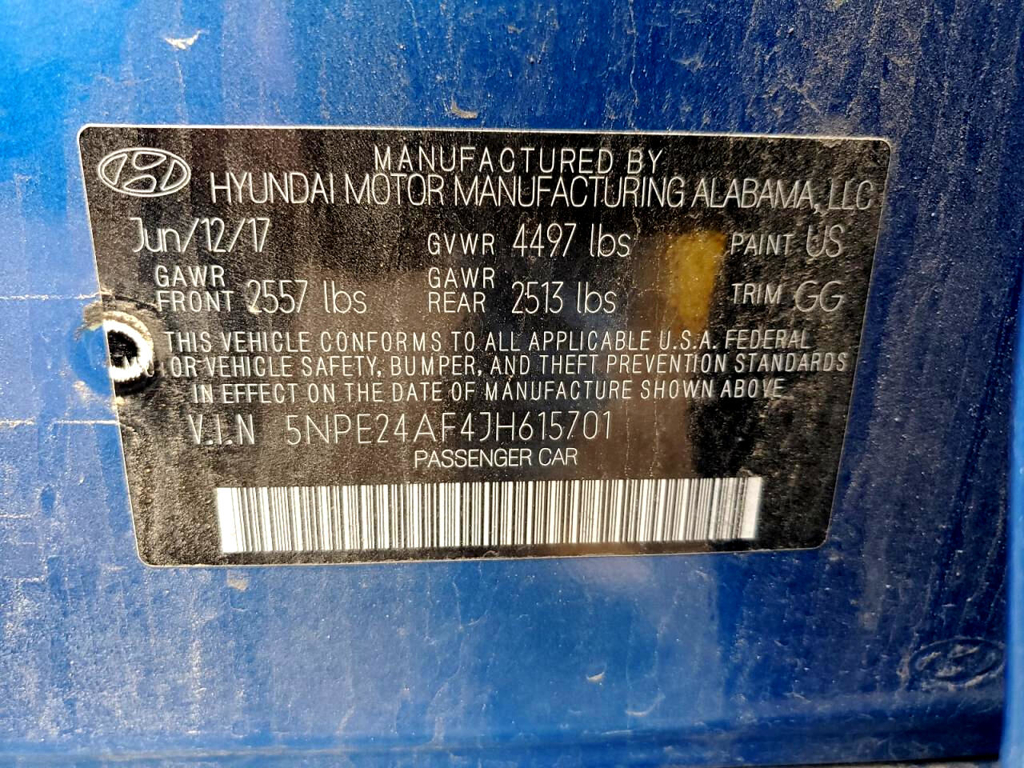 MANUFACTURED BY
HYUNDAI MOTOR MANUFACTURING ALABAMA, LLC
Jun/12/17 GVWR 4497 lbs PAINT US
GAWR FRONT 2557 lbs GAWR REAR 2513 lbs TRIM GG
THIS VEHICLE CONFORMS TO ALL APPLICABLE U.S.A. FEDERAL
MOTOR VEHICLE SAFETY, BUMPER, AND THEFT PREVENTION STANDARDS
IN EFFECT ON THE DATE OF MANUFACTURE SHOWN ABOVE.
V.I.N 5NPE24AF4JH615701
PASSENGER CAR